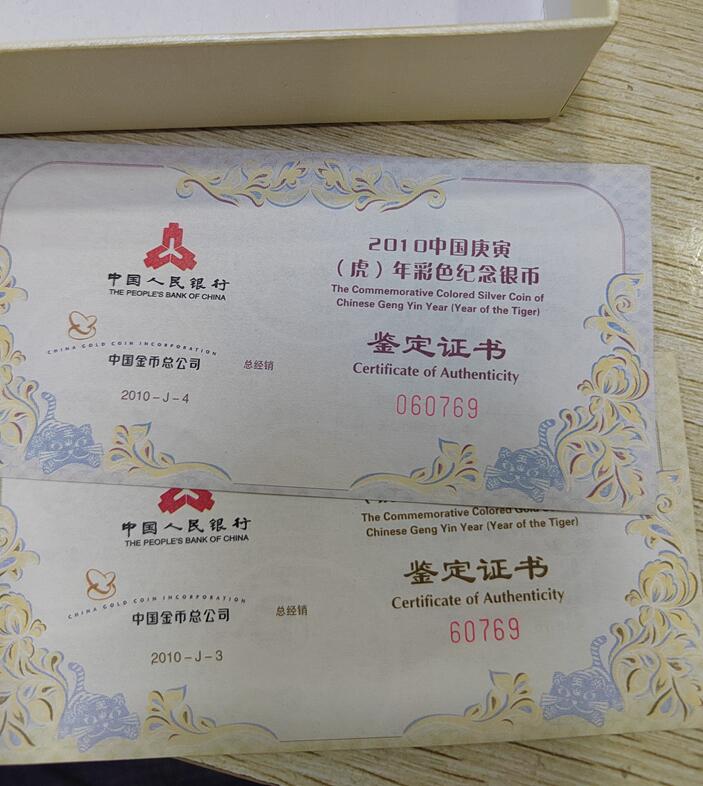 中国人民银行
THE PEOPLE'S BANK OF CHINA
CHINA GOLD COIN INCORPORATION
中国金币总公司
总经销
2010-J-4
2010中国庚寅
（虎）年彩色纪念银币
The Commemorative Colored Silver Coin of
Chinese Geng Yin Year (Year of the Tiger)
鉴定证书
Certificate of Authenticity
060769
中国人民银行
THE PEOPLE'S BANK OF CHINA
CHINA GOLD COIN INCORPORATION
中国金币总公司
总经销
2010-J-3
The Commemorative Colored Gold
Chinese Geng Yin Year (Year of the Tiger)
鉴定证书
Certificate of Authenticity
60769